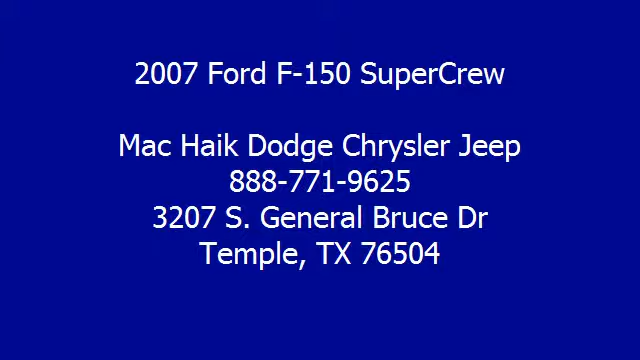 2007 Ford F-150 SuperCrew
Mac Haik Dodge Chrysler Jeep
888-771-9625
3207 S. General Bruce Dr
Temple, TX 76504